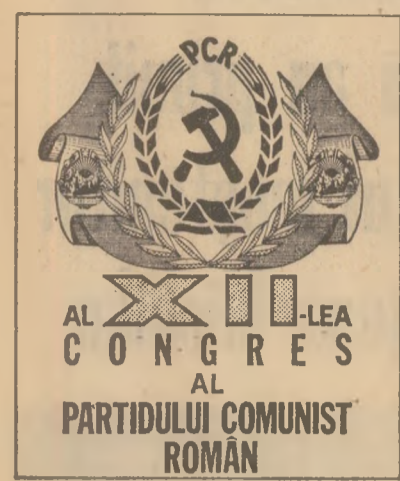 PCR
AL XII-LEA
CONGRES
AL
PARTIDULUI COMUNIST
ROMÂN